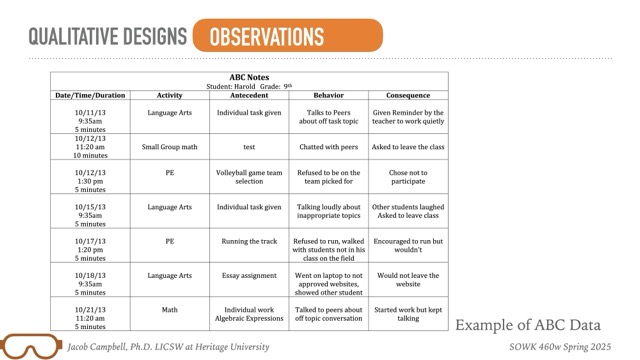 QUALITATIVE DESIGNS OBSERVATIONS
ABC Notes
Student: Harold Grade: 9th
Date/Time/Duration Activity Antecedent Behavior Consequence
10/11/13
9:35am
5 minutes
Language Arts
Individual task given
Talks to Peers
about off task topic
Given Reminder by the
teacher to work quietly
10/12/13
11:20 am
10 minutes
Small Group math
test
Chatted with peers
Asked to leave the class
10/12/13
1:30 pm
5 minutes
PE
Volleyball game team
selection
Refused to be on the
team picked for
Chose not to
participate
10/15/13
9:35am
5 minutes
Language Arts
Individual task given
Talking loudly about
inappropriate topics
Other students laughed
Asked to leave class
10/17/13
1:20 pm
5 minutes
PE
Running the track
Refused to run, walked
with students not in his
class on the field
Encouraged to run but
wouldn't
10/18/13
9:35am
5 minutes
Language Arts
Essay assignment
Went on laptop to not
approved websites,
showed other student
Would not leave the
website
10/21/13
11:20 am
5 minutes
Math
Individual work
Algebraic Expressions
Talked to peers about
off topic conversation
Started work but kept
talking
Example of ABC Data
Jacob Campbell, Ph.D. LICSW at Heritage University
SOWK 460w Spring 2025